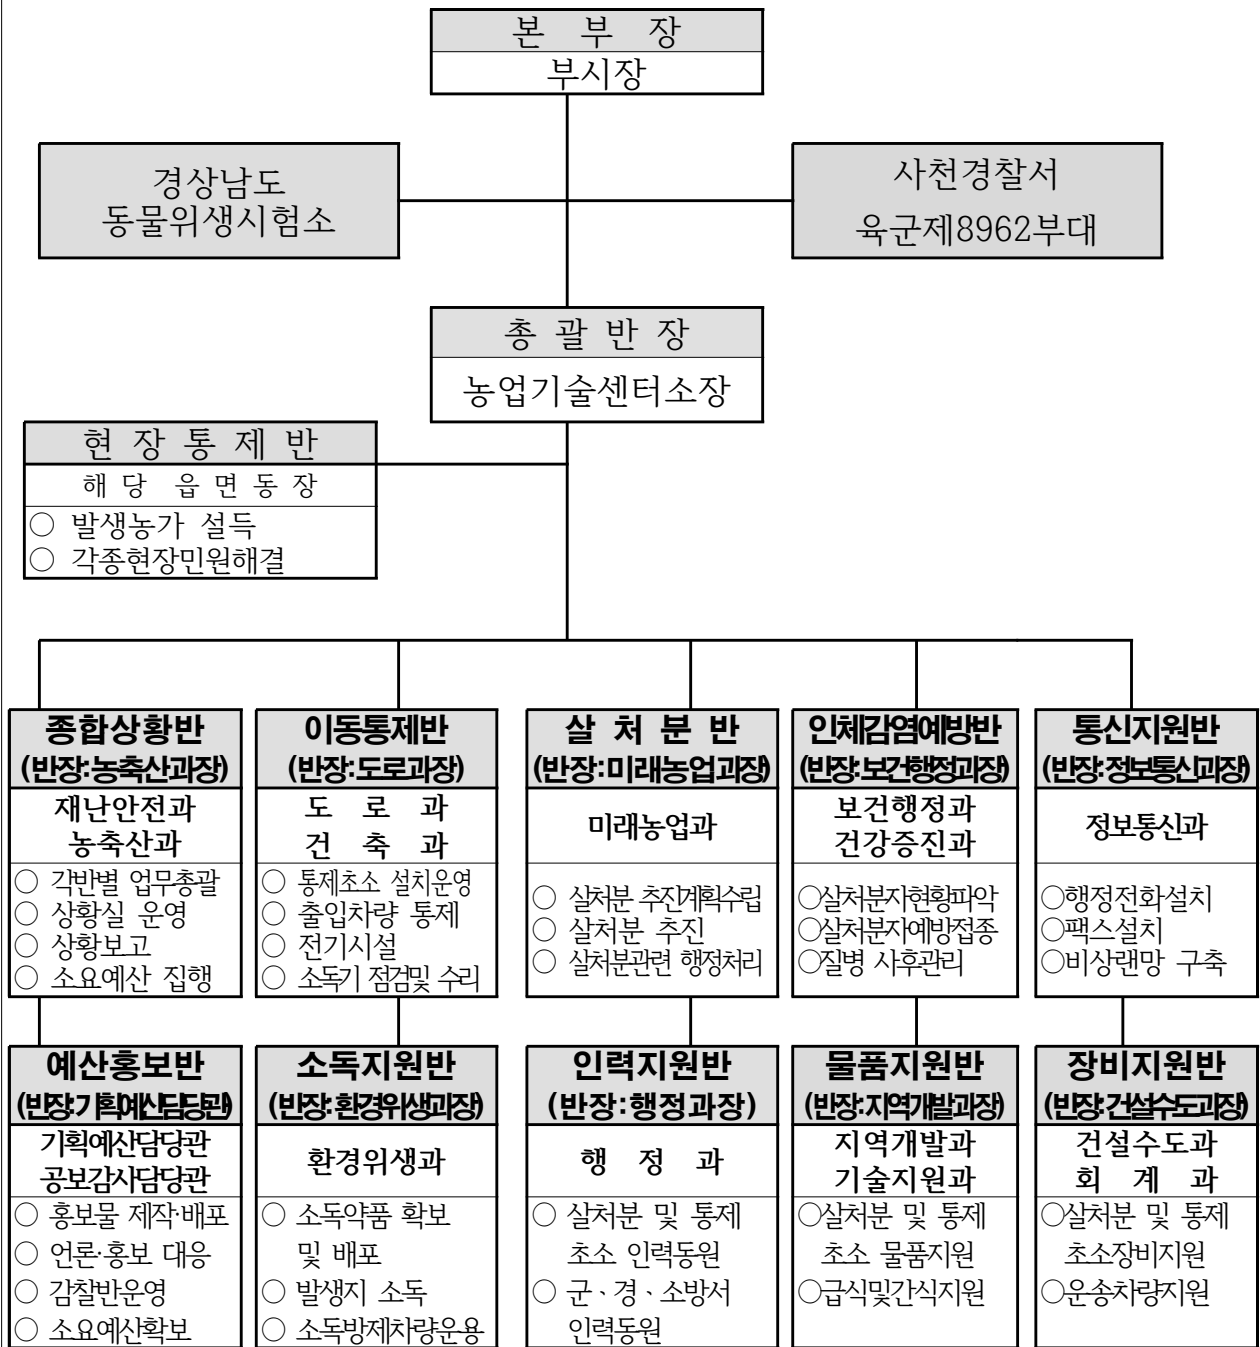 본 부 장
부시장
경상남도
동물위생시험소
사천경찰서
육군제8962부대
총 괄 반 장
농업기술센터소장
현 장 통 제 반
해 당 읍 면 동 장
○ 발생농가 설득
○ 각종현장민원해결
종합상황반
(반장:농축산과장)
재난안전과
농축산과
○ 각반별 업무총괄
○ 상황실 운영
○ 상황보고
○ 소요예산 집행
이동통제반
(반장:도로과장)
도 로 과
건 축 과
○ 통제초소 설치운영
○ 출입차량 통제
○ 전기시설
○ 소독기 점검및 수리
살 처 분 반
(반장:미래농업과장)
미래농업과
○ 살처분 추진계획수립
○ 살처분 추진
○ 살처분관련 행정처리
인체감염예방반
(반장:보건행정과장)
보건행정과
건강증진과
○살처분자현황파악
○살처분자예방접종
○질병 사후관리
통신지원반
(반장:정보통신과장)
정보통신과
○행정전화설치
○팩스설치
○비상랜망 구축
예산홍보반
(반장:기획예산담당관)
기획예산담당관
공보감사담당관
○ 홍보물 제작·배포
○ 언론·홍보 대응
○ 감찰반운영
○ 소요예산확보
소독지원반
(반장:환경위생과장)
환경위생과
○ 소독약품 확보
및 배포
○ 발생지 소독
○ 소독방제차량운용
인력지원반
(반장:행정과장)
행 정 과
○ 살처분 및 통제
초소 인력동원
○ 군、경、소방서
인력동원
물품지원반
(반장:지역개발과장)
지역개발과
기술지원과
○살처분 및 통제
초소 물품지원
○급식및간식지원
장비지원반
(반장:건설수도과장)
건설수도과
회 계 과
○살처분 및 통제
초소장비지원
○운송차량지원